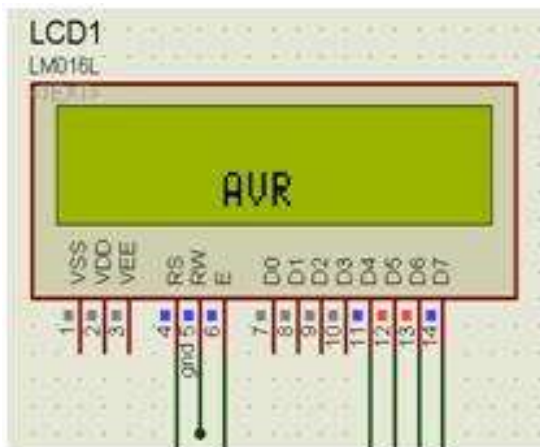 LCD1
LM016L
<TEXT>
AVR
VSS VDD VEE RS RW E D0 D1 D2 D3 D4 D5 D6 D7
1 2 3 4 5 6 7 8 9 10 11 12 13 14
gnd